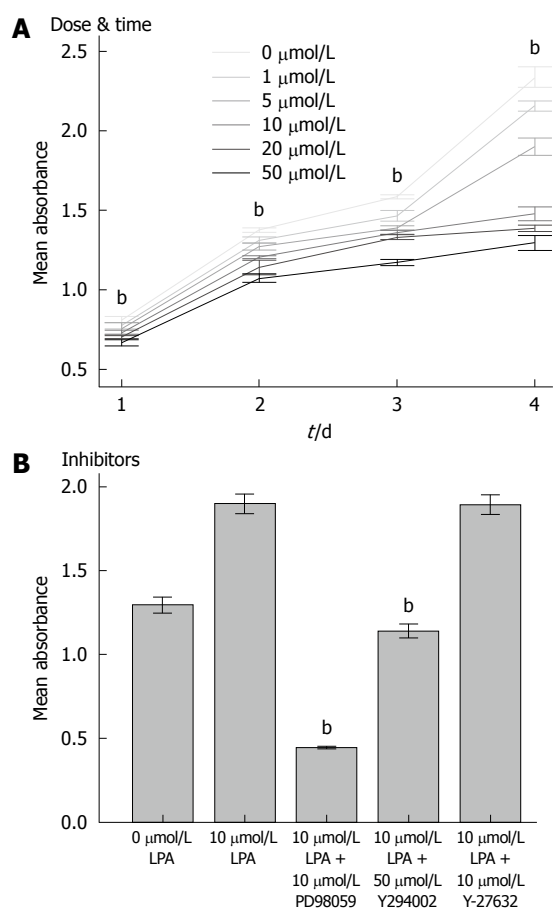 A Dose & time
2.5
2.0
1.5
1.0
0.5
Mean absorbance
0 μmol/L
1 μmol/L
5 μmol/L
10 μmol/L
20 μmol/L
50 μmol/L
b
b
b
b
1 2 3 4
t/d
B Inhibitors
2.0
1.5
1.0
0.5
0.0
Mean absorbance
b
b
0 μmol/L
LPA
10 μmol/L
LPA
10 μmol/L
LPA +
10 μmol/L
PD98059
10 μmol/L
LPA +
50 μmol/L
Y294002
10 μmol/L
LPA +
10 μmol/L
Y-27632